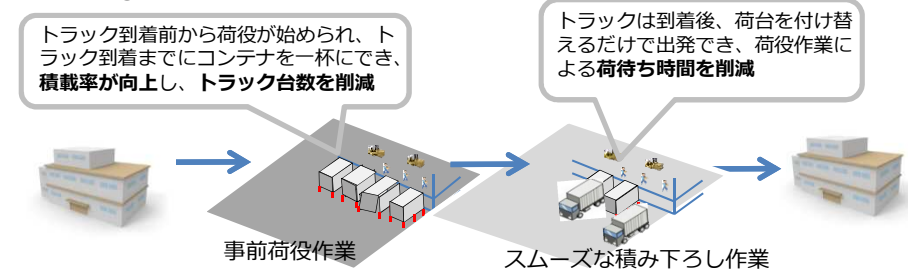 トラック到着前から荷役が始められ、ト
ラック到着までにコンテナを一杯にでき、
積載率が向上し、トラック台数を削減
トラックは到着後、荷台を付け替
えるだけで出発でき、荷役作業に
よる荷待ち時間を削減
事前荷役作業
スムーズな積み下ろし作業